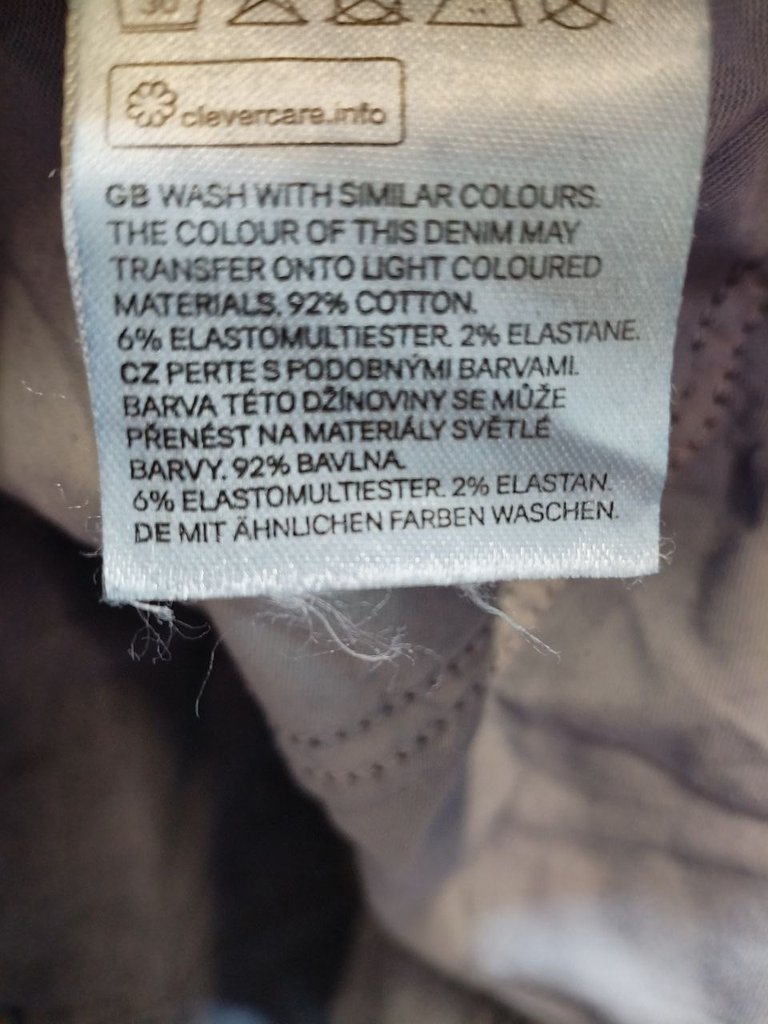 30
clevercare.info
GB WASH WITH SIMILAR COLOURS.
THE COLOUR OF THIS DENIM MAY
TRANSFER ONTO LIGHT COLOURED
MATERIALS. 92% COTTON.
6% ELASTOMULTIESTER. 2% ELASTANE.
CZ PERTE S PODOBNÝMI BARVAMI.
BARVA TÉTO DŽÍNOVINY SE MŮŽE
PŘENÉST NA MATERIÁLY SVĚTLÉ
BARVY. 92% BAVLNA.
6% ELASTOMULTIESTER. 2% ELASTAN.
DE MIT ÄHNLICHEN FARBEN WASCHEN.